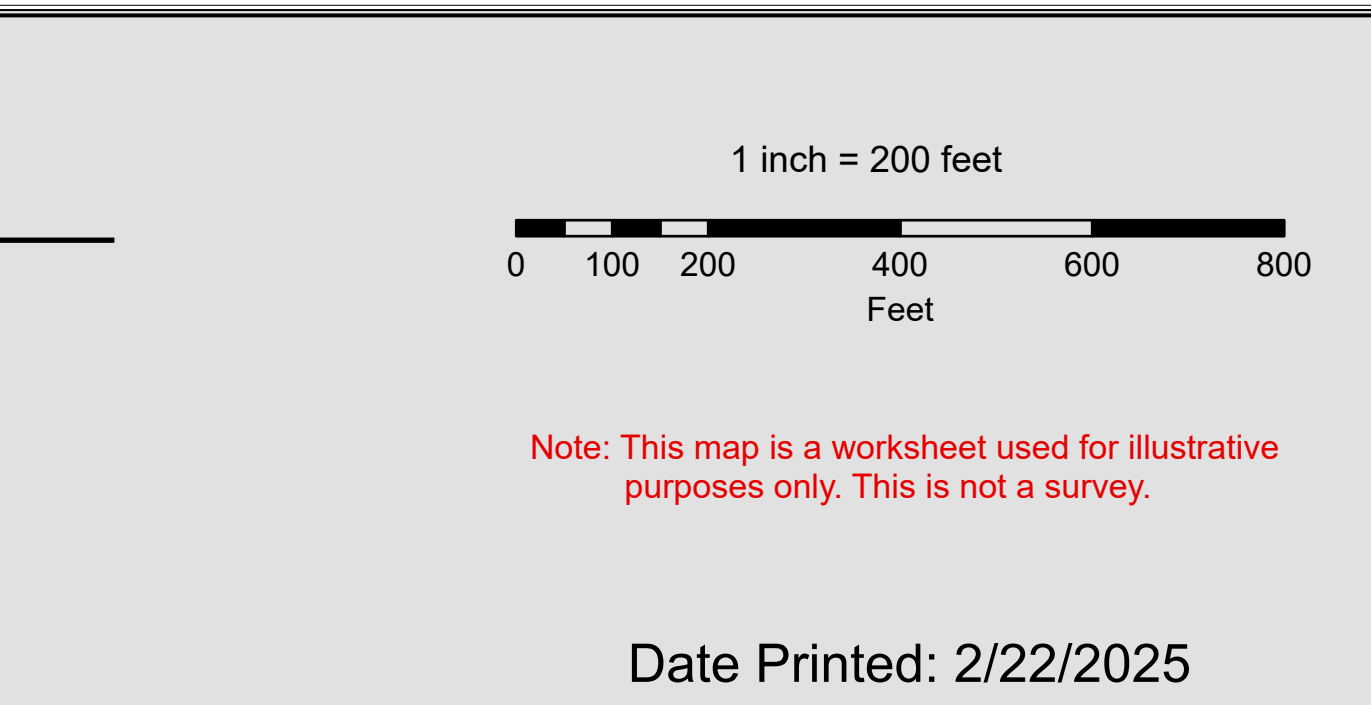 1 inch = 200 feet
0 100 200 400 600 800
Feet
Note: This map is a worksheet used for illustrative
purposes only. This is not a survey.
Date Printed: 2/22/2025